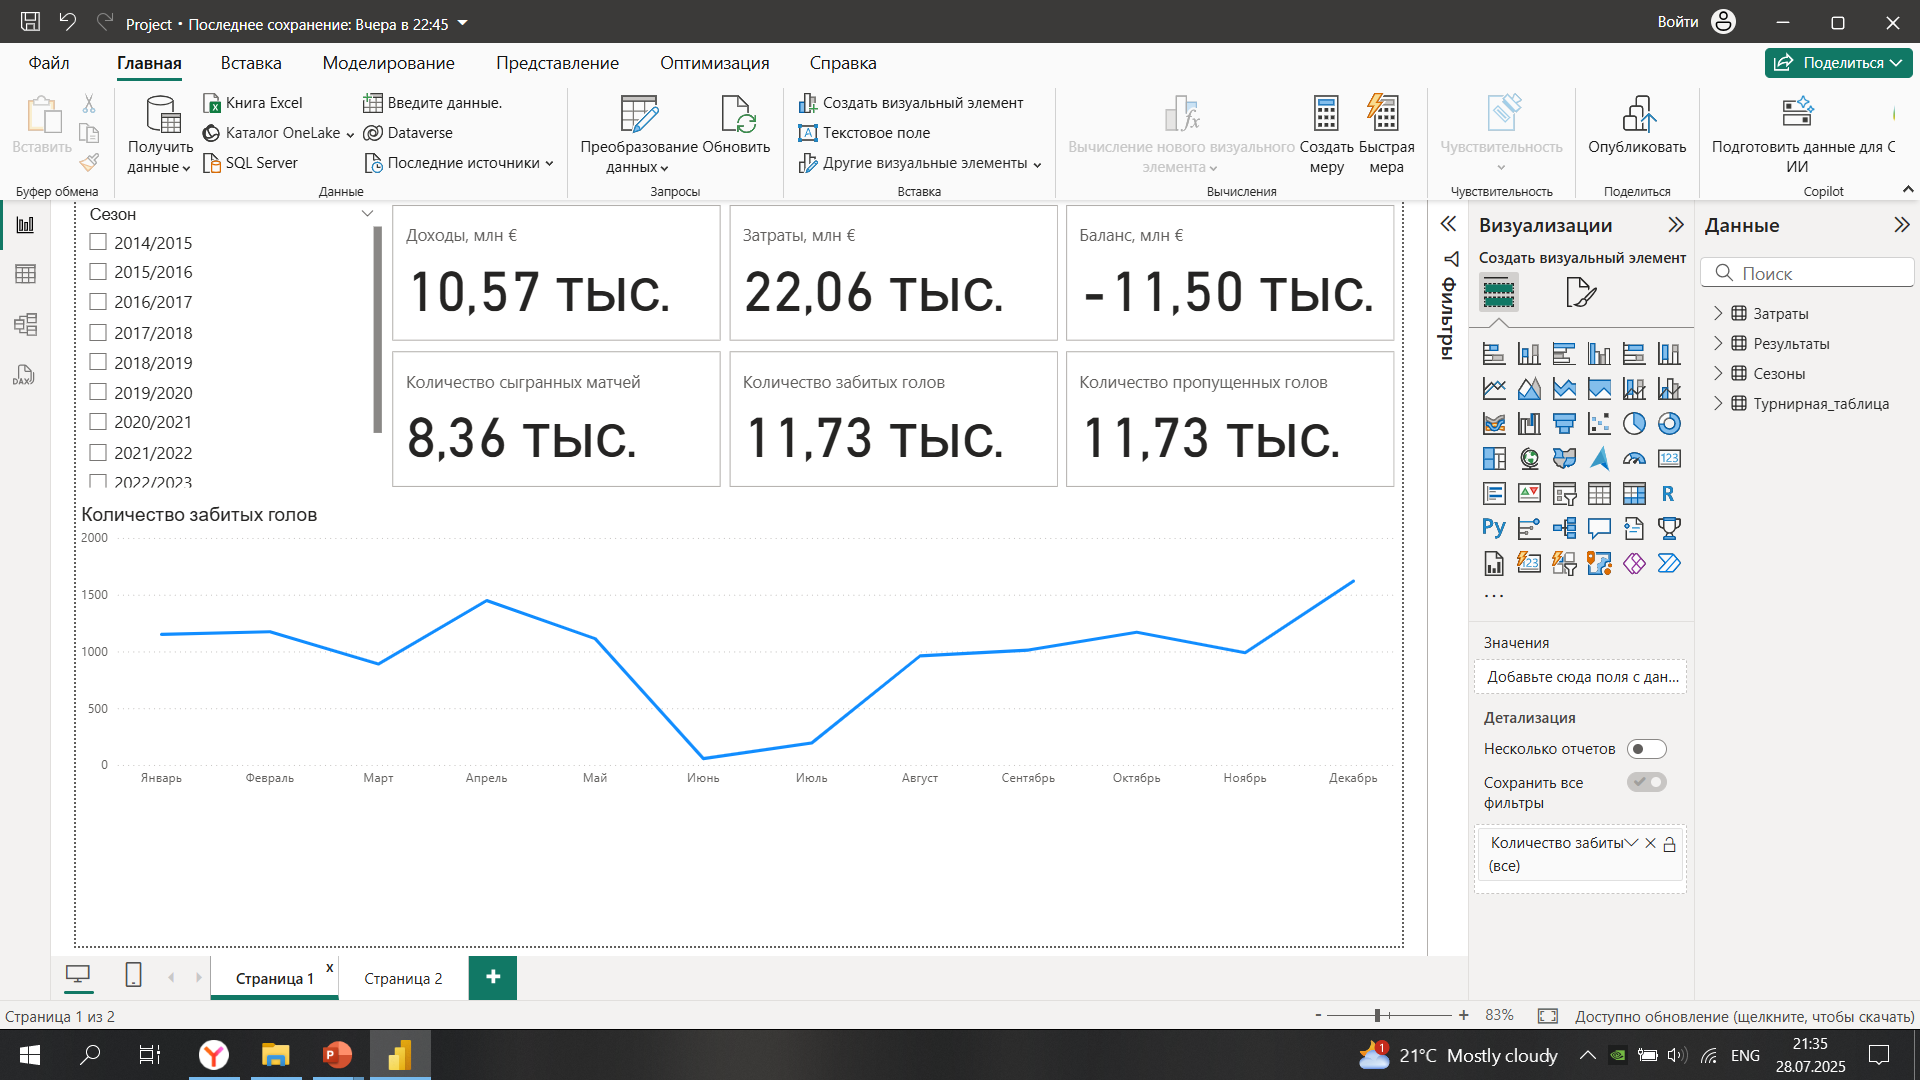 Project • Последнее сохранение: Вчера в 22:45
Войти
Файл
Главная
Вставка
Моделирование
Представление
Оптимизация
Справка
Поделиться
Вставить
Буфер обмена
Получить данные
Книга Excel
Каталог OneLake
SQL Server
Введите данные.
Dataverse
Последние источники
Данные
Преобразование данных
Обновить
Запросы
Создать визуальный элемент
Текстовое поле
Другие визуальные элементы
Вставка
Вычисление нового визуального элемента
Создать меру
Быстрая мера
Вычисления
Чувствительность
Чувствительность
Опубликовать
Поделиться
Подготовить данные для ИИ
Copilot
Сезон
2014/2015
2015/2016
2016/2017
2017/2018
2018/2019
2019/2020
2020/2021
2021/2022
2022/2023
Доходы, млн €
10,57 тыс.
Затраты, млн €
22,06 тыс.
Баланс, млн €
-11,50 тыс.
Количество сыгранных матчей
8,36 тыс.
Количество забитых голов
11,73 тыс.
Количество пропущенных голов
11,73 тыс.
Количество забитых голов
2000
1500
1000
500
0
Январь
Февраль
Март
Апрель
Май
Июнь
Июль
Август
Сентябрь
Октябрь
Ноябрь
Декабрь
Фильтры
Визуализации
Создать визуальный элемент
123
R
Py
123
...
Значения
Добавьте сюда поля с дан...
Детализация
Несколько отчетов
Сохранить все
фильтры
Количество забиты
(все)
Данные
Поиск
Затраты
Результаты
Сезоны
Турнирная_таблица
DAX
Страница 1
x
Страница 2
+
Страница 1 из 2
- + 83%
Доступно обновление (щелкните, чтобы скачать)
1
21°C Mostly cloudy
ENG
21:35
28.07.2025